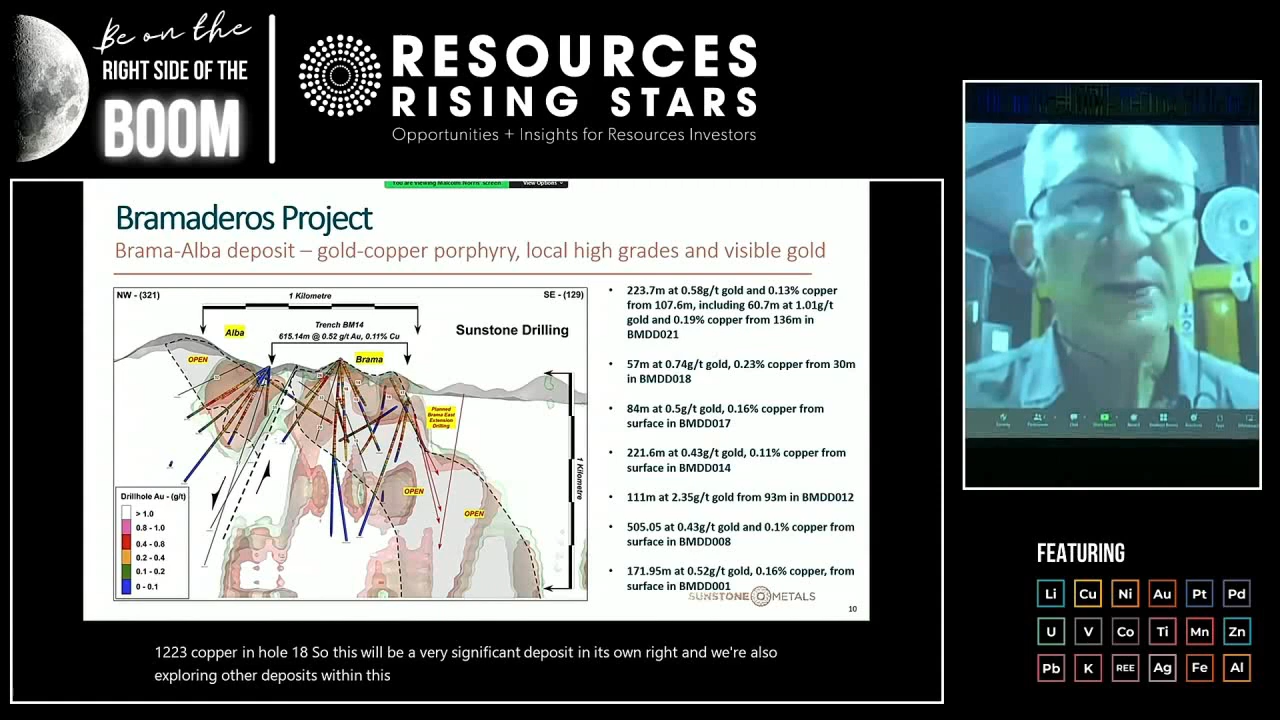 Be on the
RIGHT SIDE OF THE
BOOM
RESOURCES
RISING STARS
Opportunities + Insights for Resources Investors
You are viewing Malcolm Norris' screen
View Options
Bramaderos Project
Brama-Alba deposit – gold-copper porphyry, local high grades and visible gold
NW - (321)
1 Kilometre
SE - (129)
Alba
Trench BM14
615.14m @ 0.52 g/t Au, 0.11% Cu
Sunstone Drilling
OPEN
Brama
Planned
Brama East
Extension
Drilling
OPEN
OPEN
1 Kilometre
Drillhole Au - (g/t)
> 1.0
0.8 - 1.0
0.4 - 0.8
0.2 - 0.4
0.1 - 0.2
0 - 0.1
• 223.7m at 0.58g/t gold and 0.13% copper
from 107.6m, including 60.7m at 1.01g/t
gold and 0.19% copper from 136m in
BMDD021
• 57m at 0.74g/t gold, 0.23% copper from 30m
in BMDD018
• 84m at 0.5g/t gold, 0.16% copper from
surface in BMDD017
• 221.6m at 0.43g/t gold, 0.11% copper from
surface in BMDD014
• 111m at 2.35g/t gold from 93m in BMDD012
• 505.05 at 0.43g/t gold and 0.1% copper from
surface in BMDD008
• 171.95m at 0.52g/t gold, 0.16% copper, from
surface in BMDD001
SUNSTONE METALS
10
1223 copper in hole 18 So this will be a very significant deposit in its own right and we're also
exploring other deposits within this
FEATURING
Li Cu Ni Au Pt Pd
U V Co Ti Mn Zn
Pb K REE Ag Fe Al